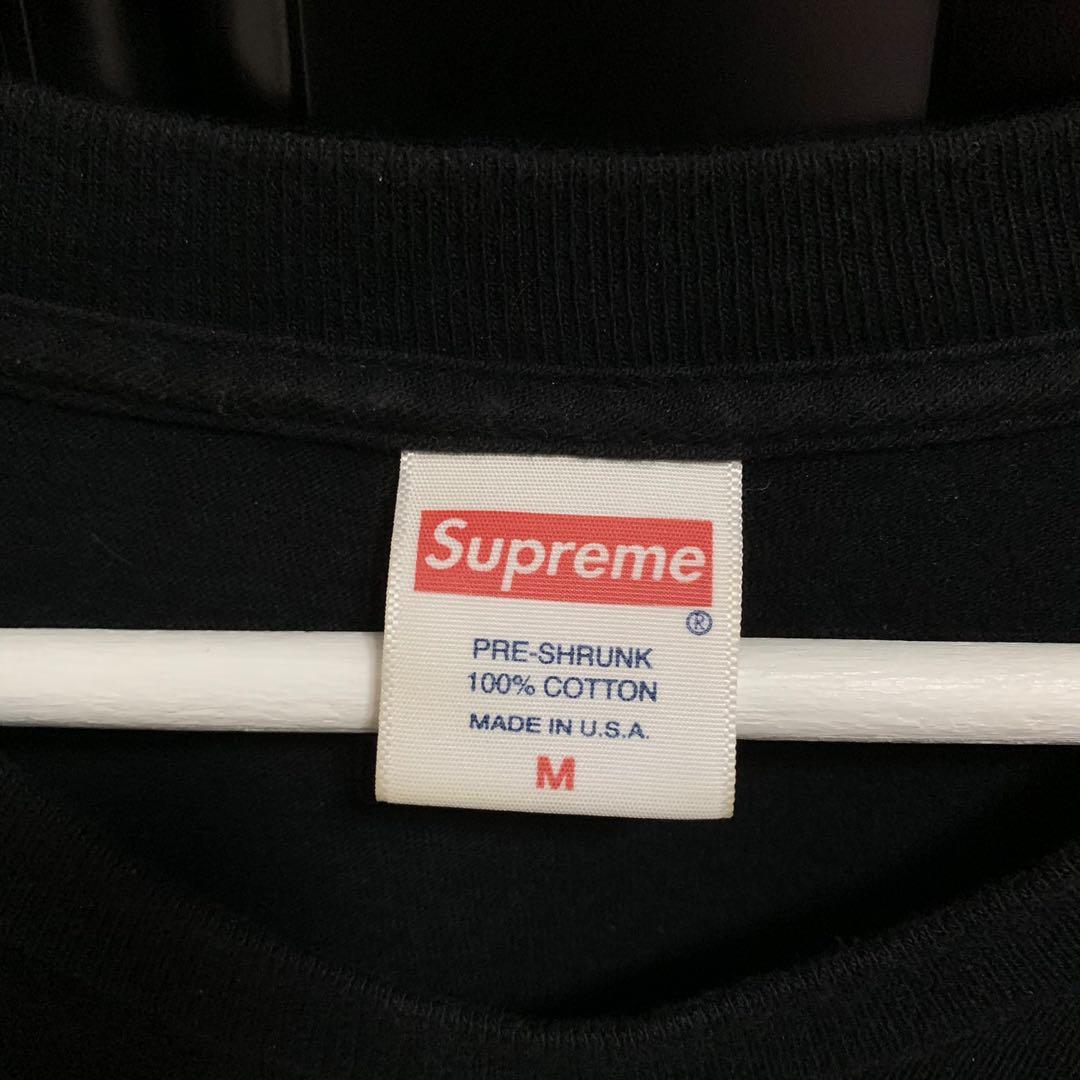 Supreme
®
PRE-SHRUNK
100% COTTON
MADE IN U.S.A.
M